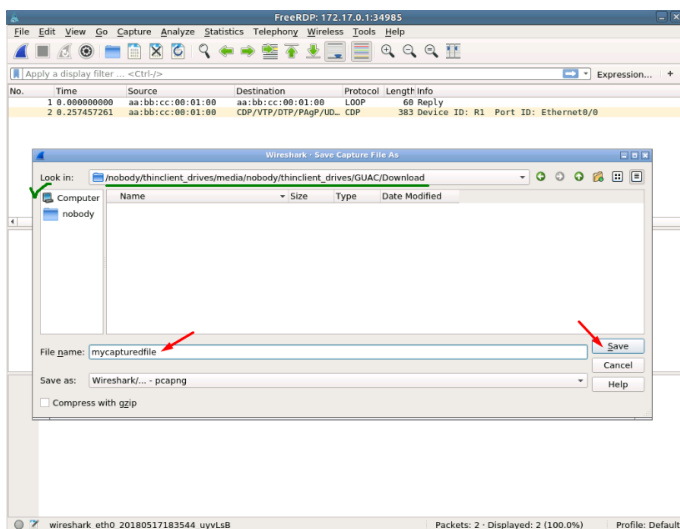 FreeRDP: 172.17.0.1:34985
File Edit View Go Capture Analyze Statistics Telephony Wireless Tools Help
Apply a display filter ... <Ctrl-/> Expression... +
No. Time Source Destination Protocol Length Info
1 0.000000000 aa:bb:cc:00:01:00 aa:bb:cc:00:01:00 LOOP 60 Reply
2 0.257457261 aa:bb:cc:00:01:00 CDP/VTP/DTP/PAgP/UD… CDP 383 Device ID: R1 Port ID: Ethernet0/0
Wireshark · Save Capture File As
Look in: /nobody/thinclient_drives/media/nobody/thinclient_drives/GUAC/Download
Computer
nobody
Name Size Type Date Modified
File name: mycapturedfile
Save
Cancel
Save as: Wireshark/... - pcapng
Help
Compress with gzip
wireshark_eth0_20180517183544_uyvLsB Packets: 2 · Displayed: 2 (100.0%) Profile: Default